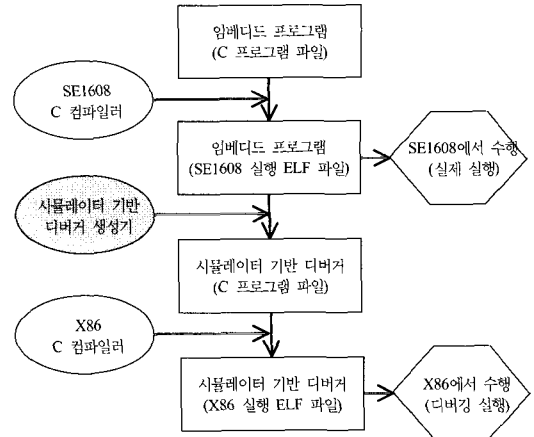 임베디드 프로그램
(C 프로그램 파일)
SE1608
C 컴파일러
임베디드 프로그램
(SE1608 실행 ELF 파일)
SE1608에서 수행
(실제 실행)
시뮬레이터 기반
디버거 생성기
시뮬레이터 기반 디버거
(C 프로그램 파일)
X86
C 컴파일러
시뮬레이터 기반 디버거
(X86 실행 ELF 파일)
X86에서 수행
(디버깅 실행)